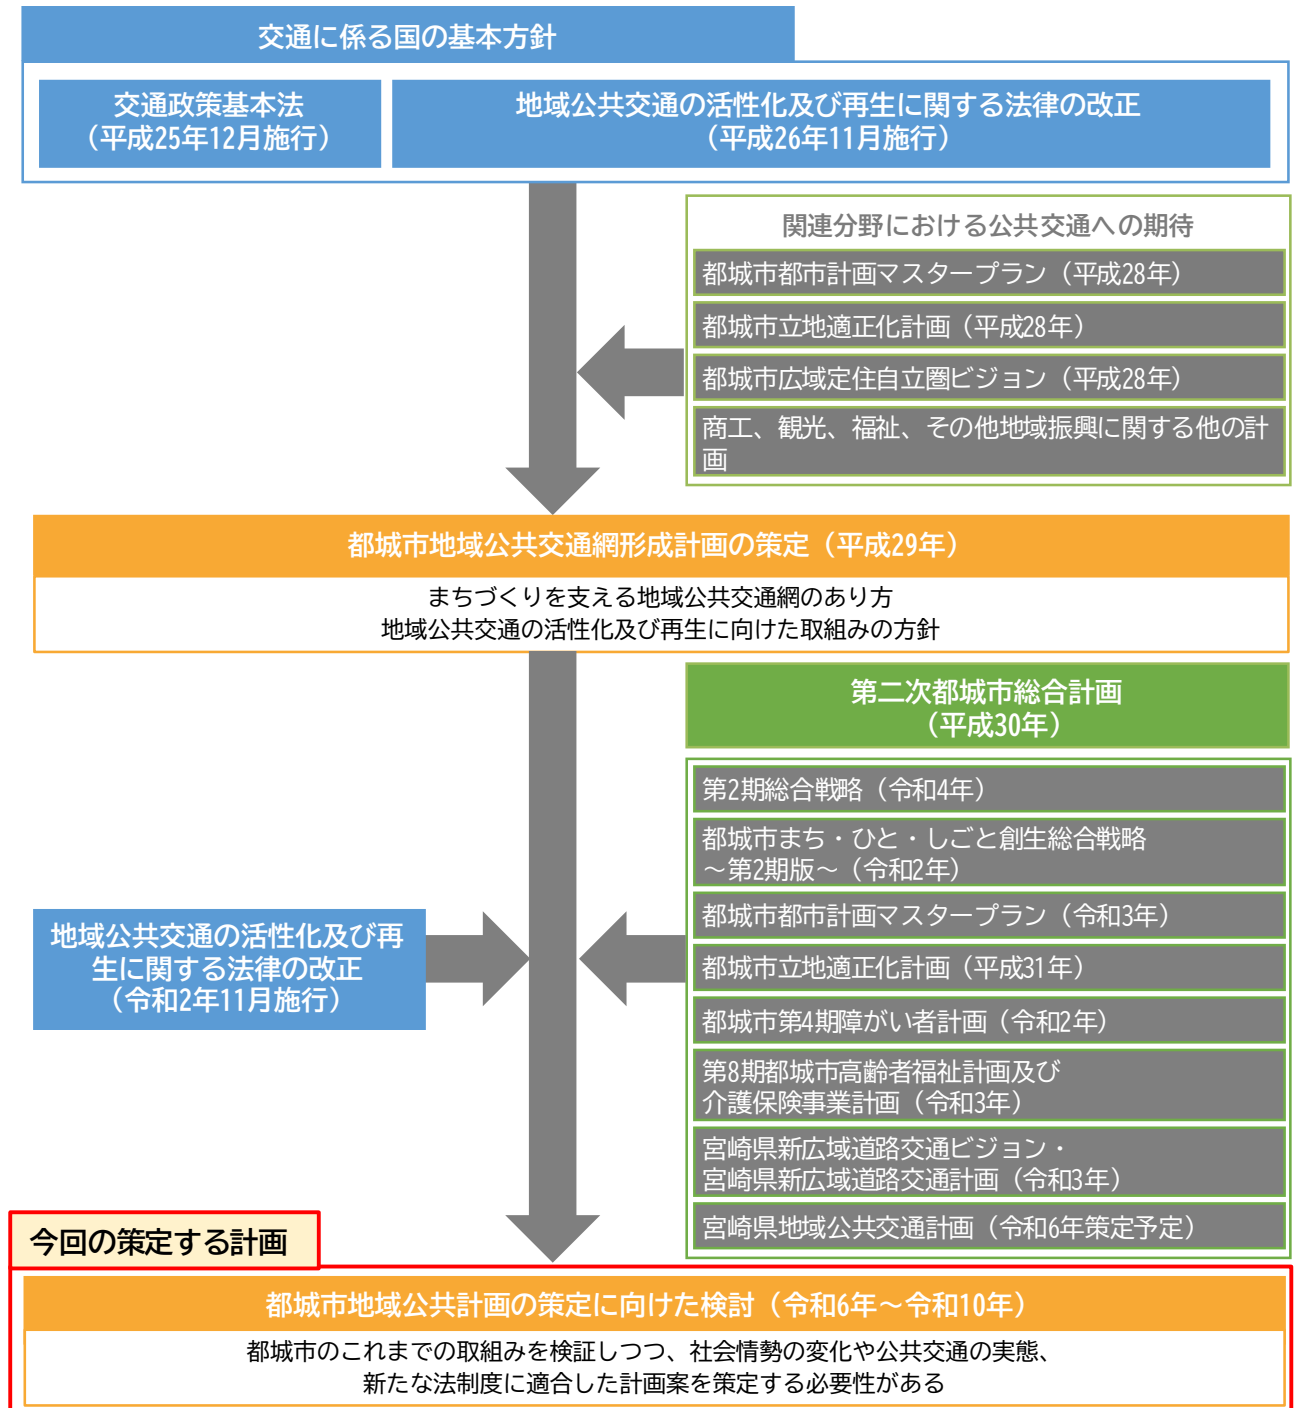 交通に係る国の基本方針
交通政策基本法
（平成25年12月施行）
地域公共交通の活性化及び再生に関する法律の改正
（平成26年11月施行）
関連分野における公共交通への期待
都城市都市計画マスタープラン（平成28年）
都城市立地適正化計画（平成28年）
都城市広域定住自立圏ビジョン（平成28年）
商工、観光、福祉、その他地域振興に関する他の計
画
都城市地域公共交通網形成計画の策定（平成29年）
まちづくりを支える地域公共交通網のあり方
地域公共交通の活性化及び再生に向けた取組みの方針
第二次都城市総合計画
（平成30年）
第2期総合戦略（令和4年）
都城市まち・ひと・しごと創生総合戦略
～第2期版～（令和2年）
都城市都市計画マスタープラン（令和3年）
都城市立地適正化計画（平成31年）
都城市第4期障がい者計画（令和2年）
第8期都城市高齢者福祉計画及び
介護保険事業計画（令和3年）
宮崎県新広域道路交通ビジョン・
宮崎県新広域道路交通計画（令和3年）
宮崎県地域公共交通計画（令和6年策定予定）
地域公共交通の活性化及び再
生に関する法律の改正
（令和2年11月施行）
今回の策定する計画
都城市地域公共計画の策定に向けた検討（令和6年～令和10年）
都城市のこれまでの取組みを検証しつつ、社会情勢の変化や公共交通の実態、
新たな法制度に適合した計画案を策定する必要性がある